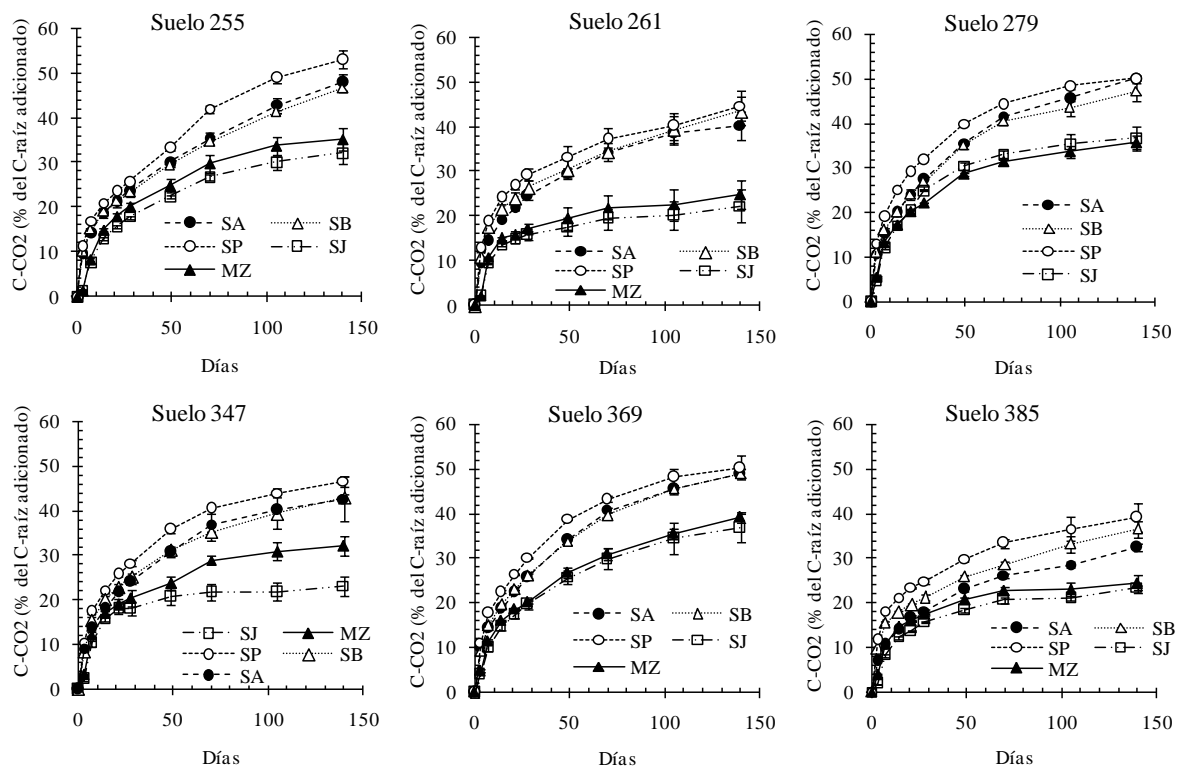 Suelo 255
C-CO2 (% del C-raíz adicionado)
60
50
40
30
20
10
0
SA
SB
SP
SJ
MZ
0
50
100
150
Días
Suelo 261
C-CO2 (% del C-raíz adicionado)
60
50
40
30
20
10
0
SA
SB
SP
SJ
MZ
0
50
100
150
Días
Suelo 279
C-CO2 (% del C-raíz adicionado)
60
50
40
30
20
10
0
SA
SB
SP
SJ
0
50
100
150
Días
Suelo 347
C-CO2 (% del C-raíz adicionado)
60
50
40
30
20
10
0
SJ
MZ
SP
SB
SA
0
50
100
150
Días
Suelo 369
C-CO2 (% del C-raíz adicionado)
60
50
40
30
20
10
0
SA
SB
SP
SJ
MZ
0
50
100
150
Días
Suelo 385
C-CO2 (% del C-raíz adicionado)
60
50
40
30
20
10
0
SA
SB
SP
SJ
MZ
0
50
100
150
Días